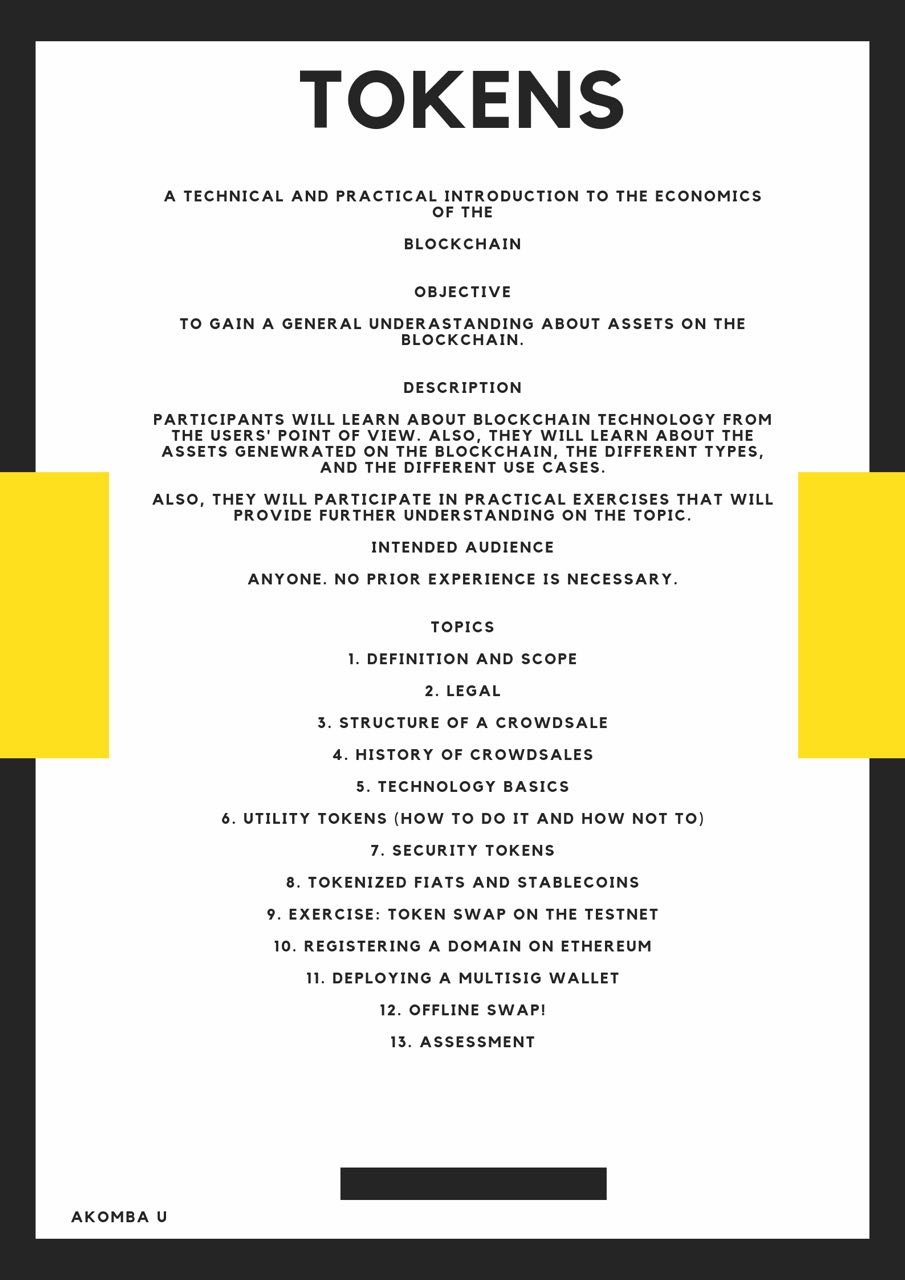 TOKENS
A TECHNICAL AND PRACTICAL INTRODUCTION TO THE ECONOMICS
OF THE
BLOCKCHAIN
OBJECTIVE
TO GAIN A GENERAL UNDERASTANDING ABOUT ASSETS ON THE
BLOCKCHAIN.
DESCRIPTION
PARTICIPANTS WILL LEARN ABOUT BLOCKCHAIN TECHNOLOGY FROM
THE USERS' POINT OF VIEW. ALSO, THEY WILL LEARN ABOUT THE
ASSETS GENEWRATED ON THE BLOCKCHAIN, THE DIFFERENT TYPES,
AND THE DIFFERENT USE CASES.
ALSO, THEY WILL PARTICIPATE IN PRACTICAL EXERCISES THAT WILL
PROVIDE FURTHER UNDERSTANDING ON THE TOPIC.
INTENDED AUDIENCE
ANYONE. NO PRIOR EXPERIENCE IS NECESSARY.
TOPICS
1. DEFINITION AND SCOPE
2. LEGAL
3. STRUCTURE OF A CROWDSALE
4. HISTORY OF CROWDSALES
5. TECHNOLOGY BASICS
6. UTILITY TOKENS (HOW TO DO IT AND HOW NOT TO)
7. SECURITY TOKENS
8. TOKENIZED FIATS AND STABLECOINS
9. EXERCISE: TOKEN SWAP ON THE TESTNET
10. REGISTERING A DOMAIN ON ETHEREUM
11. DEPLOYING A MULTISIG WALLET
12. OFFLINE SWAP!
13. ASSESSMENT
AKOMBA U